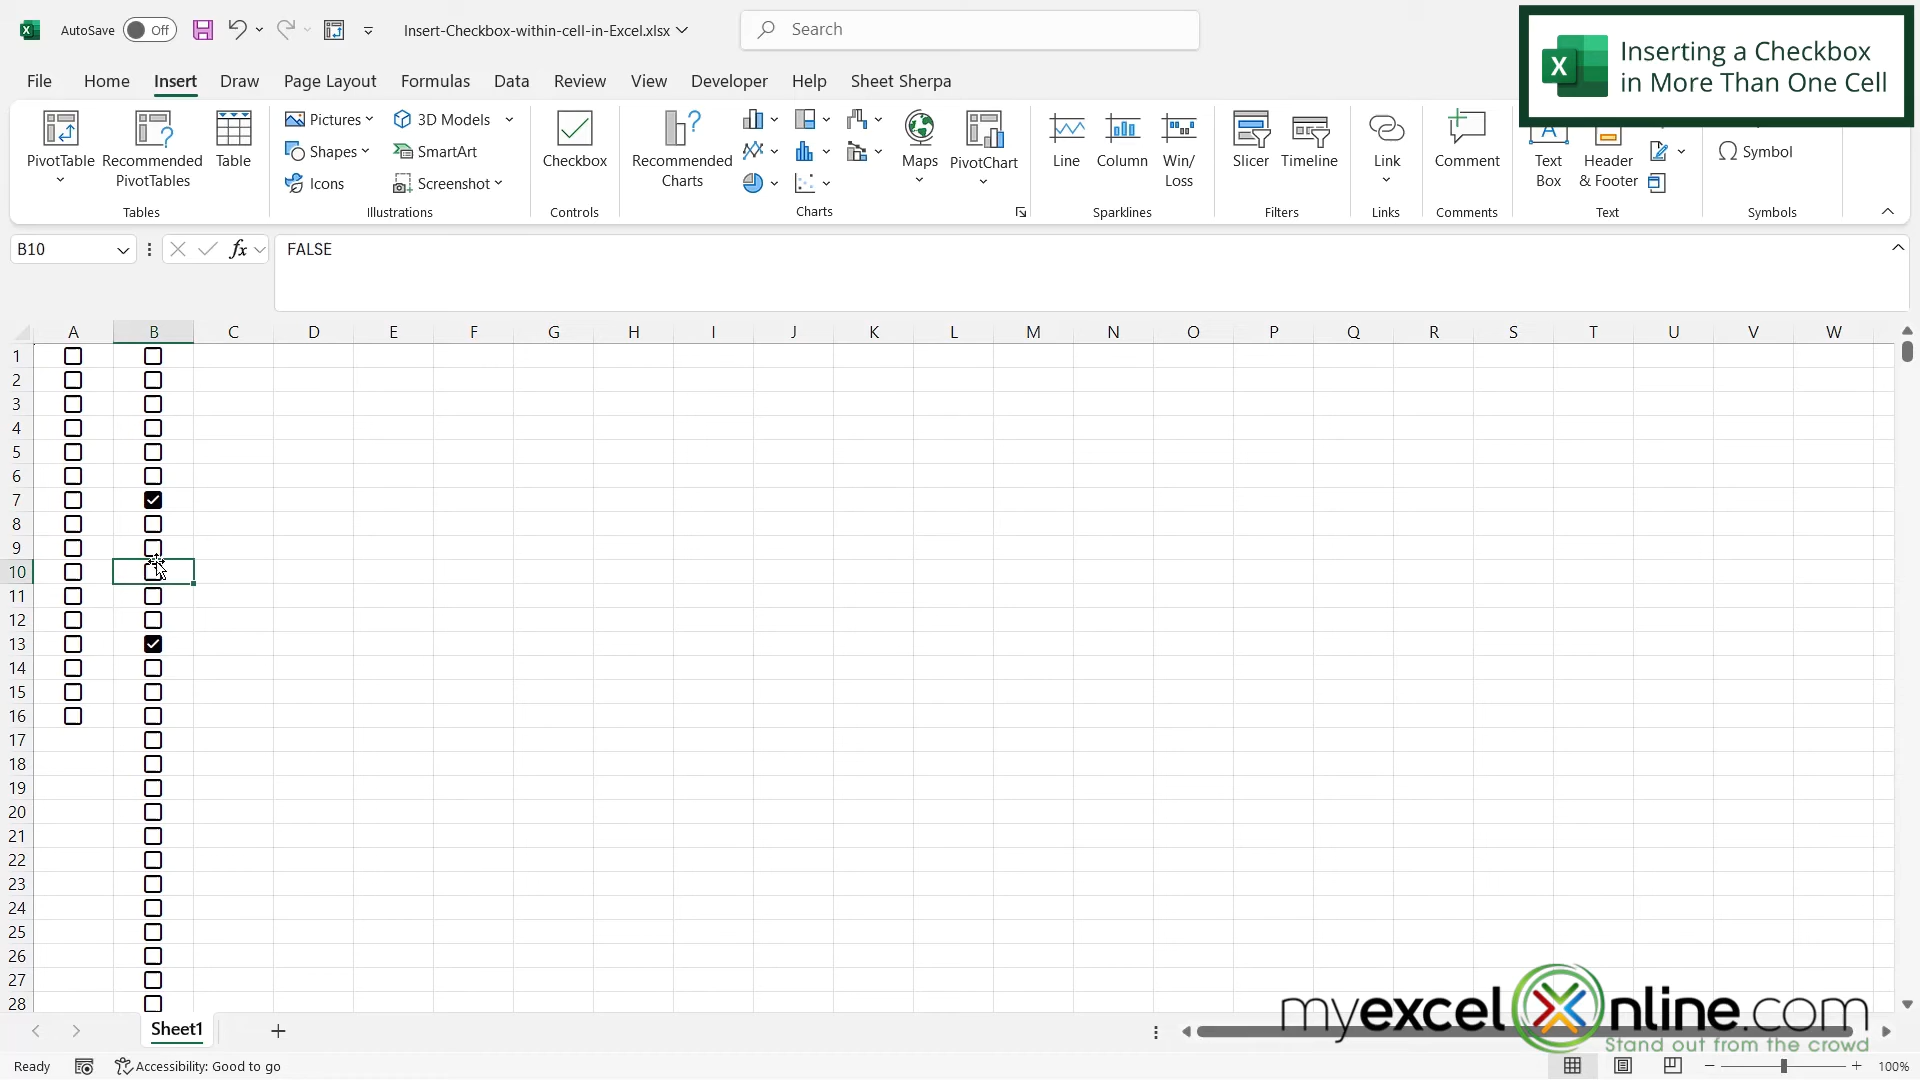 AutoSave Off Insert-Checkbox-within-cell-in-Excel.xlsx Search
Inserting a Checkbox
in More Than One Cell
File Home Insert Draw Page Layout Formulas Data Review View Developer Help Sheet Sherpa
PivotTable
Recommended
PivotTables
Table
Tables
Pictures
Shapes
Icons
3D Models
SmartArt
Screenshot
Illustrations
Checkbox
Controls
Recommended
Charts
Maps
PivotChart
Charts
Line
Column
Win/
Loss
Sparklines
Slicer
Timeline
Filters
Link
Links
Comment
Comments
Text
Box
Header
& Footer
Text
Symbol
Symbols
B10 fx FALSE
A B C D E F G H I J K L M N O P Q R S T U V W
1
2
3
4
5
6
7
8
9
10
11
12
13
14
15
16
17
18
19
20
21
22
23
24
25
26
27
28
myexcelonline.com
Stand out from the crowd
Sheet1
Ready Accessibility: Good to go 100%